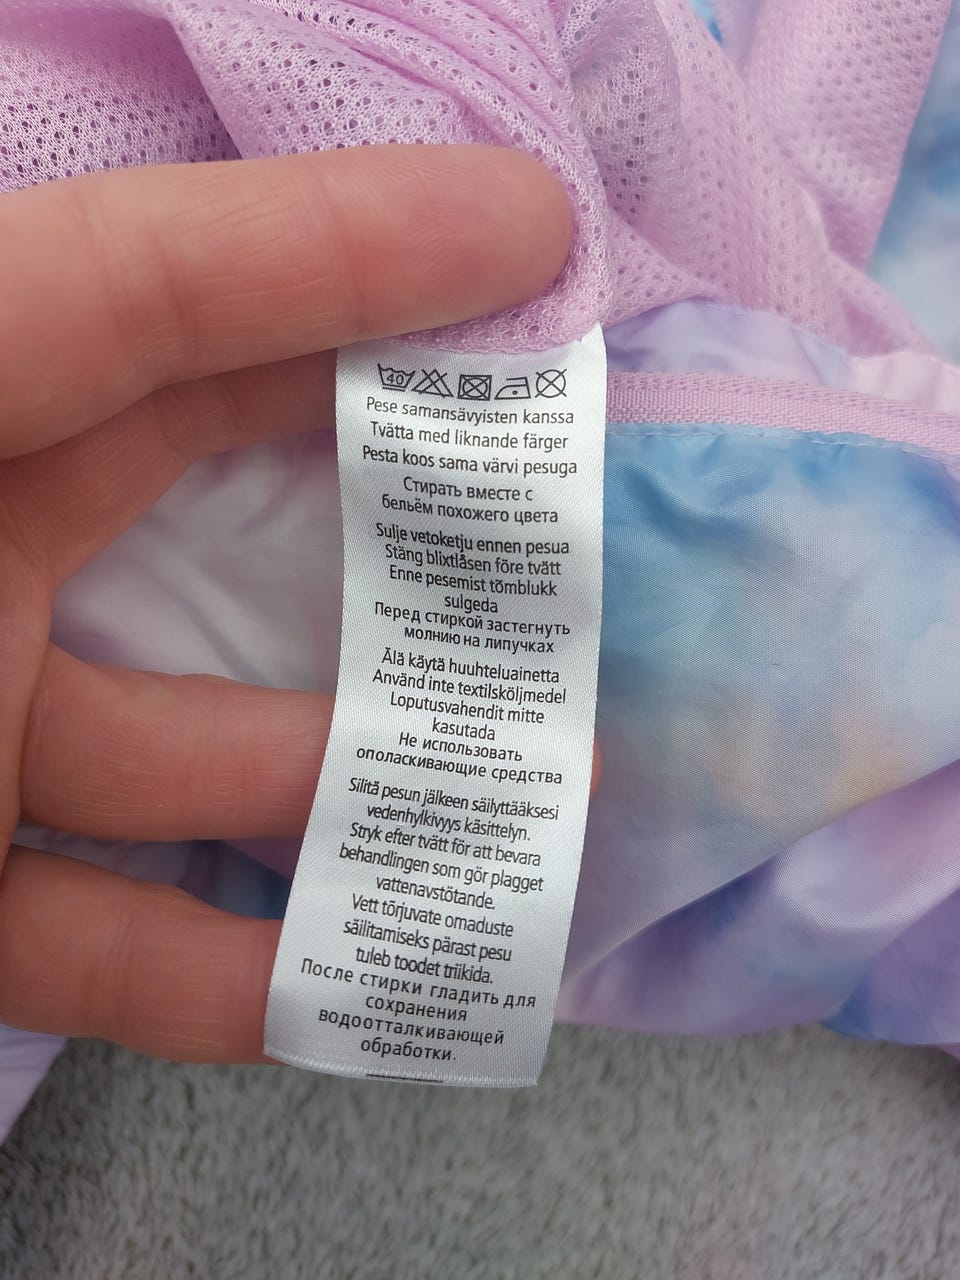 40
Pese samansävyisten kanssa
Tvätta med liknande färger
Pesta koos sama värvi pesuga
Стирать вместе с
бельём похожего цвета
Sulje vetoketju ennen pesua
Stäng blixtlåsen före tvätt
Enne pesemist tõmblukk
sulgeda
Перед стиркой застегнуть
молнию на липучках
Älä käytä huuhteluainetta
Använd inte textilsköljmedel
Loputusvahendit mitte
kasutada
Не использовать
ополаскивающие средства
Silitä pesun jälkeen säilyttääksesi
vedenhylkivyys käsittelyn.
Stryk efter tvätt för att bevara
behandlingen som gör plagget
vattenavstötande.
Vett tõrjuvate omaduste
säilitamiseks pärast pesu
tuleb toodet triikida.
После стирки гладить для
сохранения
водоотталкивающей
обработки.